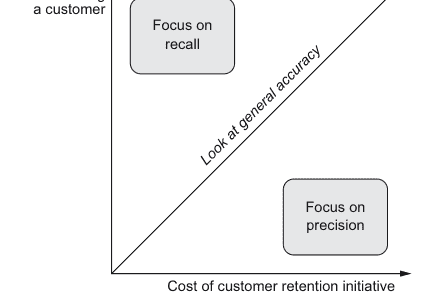 a customer
Focus on
recall
Look at general accuracy
Focus on
precision
Cost of customer retention initiative